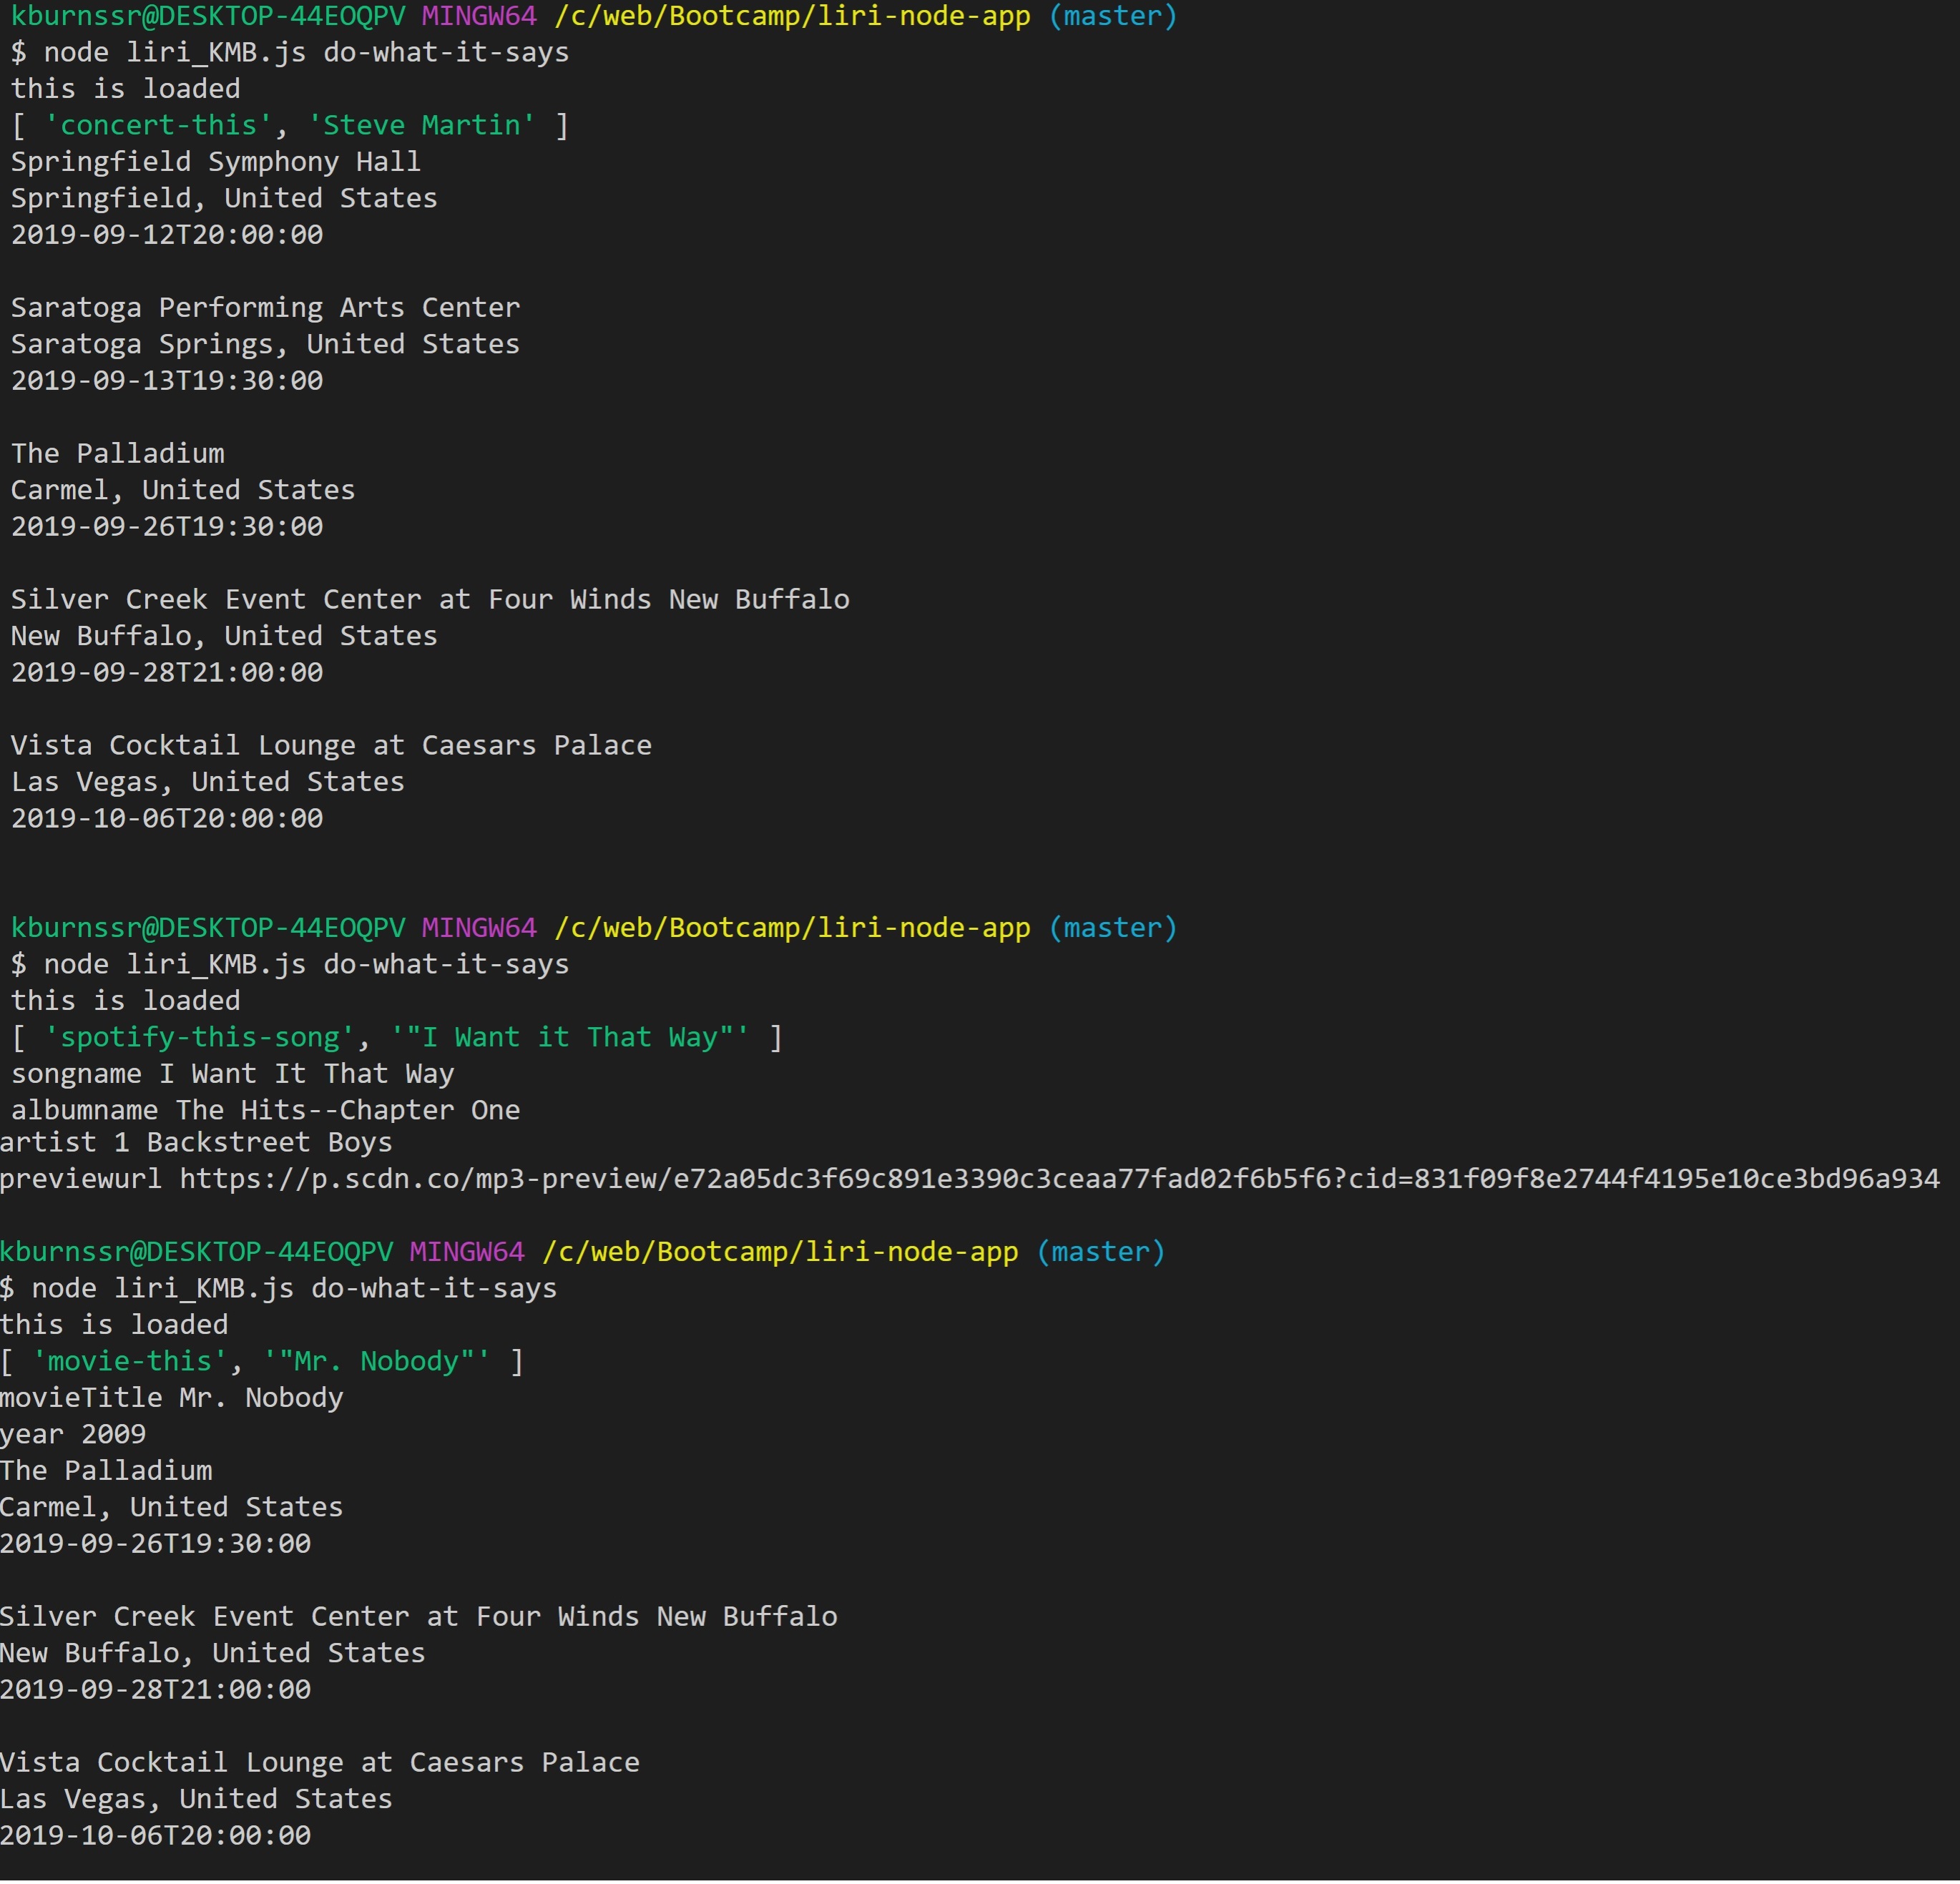 kburnssr@DESKTOP-44EOQPV MINGW64 /c/web/Bootcamp/liri-node-app (master)
$ node liri_KMB.js do-what-it-says
this is loaded
[ 'concert-this', 'Steve Martin' ]
Springfield Symphony Hall
Springfield, United States
2019-09-12T20:00:00
Saratoga Performing Arts Center
Saratoga Springs, United States
2019-09-13T19:30:00
The Palladium
Carmel, United States
2019-09-26T19:30:00
Silver Creek Event Center at Four Winds New Buffalo
New Buffalo, United States
2019-09-28T21:00:00
Vista Cocktail Lounge at Caesars Palace
Las Vegas, United States
2019-10-06T20:00:00
kburnssr@DESKTOP-44EOQPV MINGW64 /c/web/Bootcamp/liri-node-app (master)
$ node liri_KMB.js do-what-it-says
this is loaded
[ 'spotify-this-song', '"I Want it That Way"' ]
songname I Want It That Way
albumname The Hits--Chapter One
artist 1 Backstreet Boys
previewurl https://p.scdn.co/mp3-preview/e72a05dc3f69c891e3390c3ceaa77fad02f6b5f6?cid=831f09f8e2744f4195e10ce3bd96a934
kburnssr@DESKTOP-44EOQPV MINGW64 /c/web/Bootcamp/liri-node-app (master)
$ node liri_KMB.js do-what-it-says
this is loaded
[ 'movie-this', '"Mr. Nobody"' ]
movieTitle Mr. Nobody
year 2009
The Palladium
Carmel, United States
2019-09-26T19:30:00
Silver Creek Event Center at Four Winds New Buffalo
New Buffalo, United States
2019-09-28T21:00:00
Vista Cocktail Lounge at Caesars Palace
Las Vegas, United States
2019-10-06T20:00:00